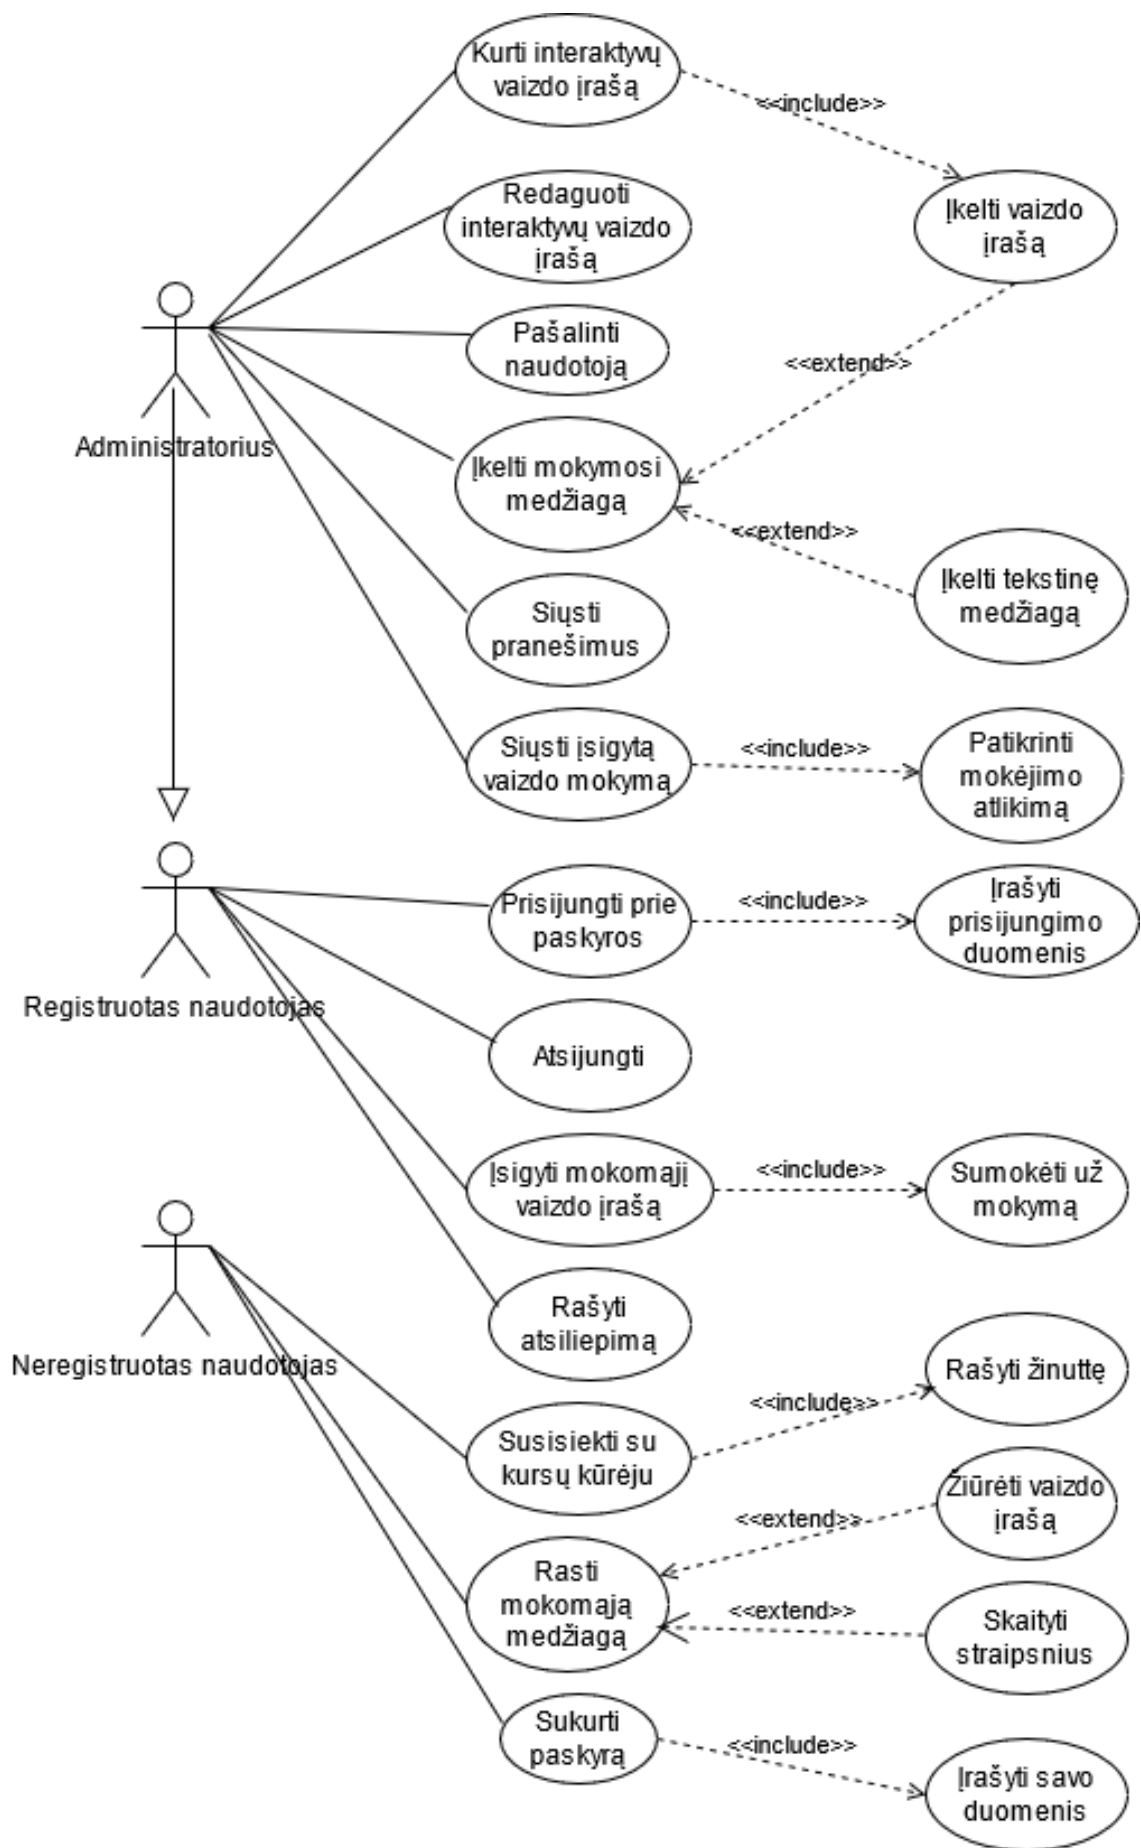 Kurti interaktyvų
vaizdo įrašą
<<include>>
Redaguoti
interaktyvų vaizdo
įrašą
Įkelti vaizdo
įrašą
Pašalinti
naudotoją
<<extend>>
Administratorius
Įkelti mokymosi
medžiagą
<<extend>>
Įkelti tekstinę
medžiagą
Siųsti
pranešimus
Siųsti įsigytą
vaizdo mokymą
<<include>>
Patikrinti
mokėjimo
atlikimą
Prisijungti prie
paskyros
<<include>>
Įrašyti
prisijungimo
duomenis
Registruotas naudotojas
Atsijungti
Įsigyti mokomąjį
vaizdo įrašą
<<include>>
Sumokėti už
mokymą
Rašyti
atsiliepimą
Neregistruotas naudotojas
Rašyti žinuttę
<<include>>
Susisiekti su
kursų kūrėju
Žiūrėti vaizdo
įrašą
<<extend>>
Rasti
mokomąją
medžiagą
<<extend>>
Skaityti
straipsnius
Sukurti
paskyrą
<<include>>
Įrašyti savo
duomenis